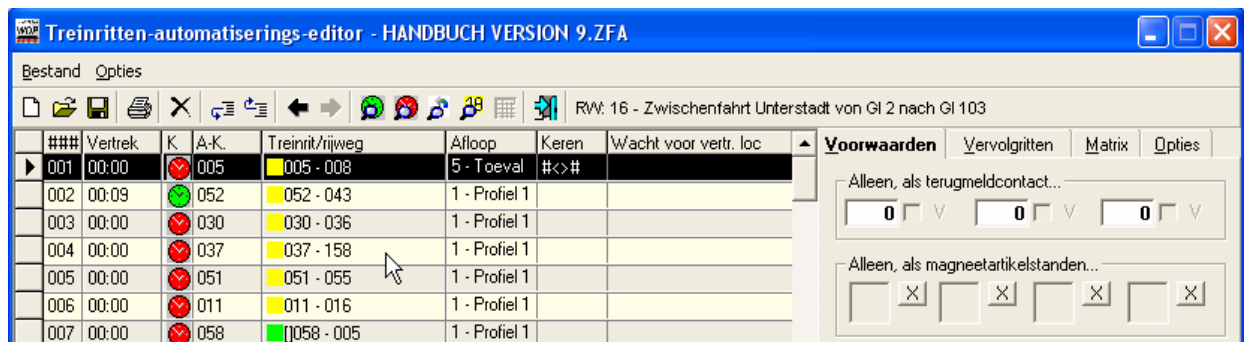 Treinritten-automatiserings-editor - HANDBUCH VERSION 9.ZFA
Bestand Opties
RW: 16 - Zwischenfahrt Unterstadt von Gl 2 nach Gl 103
### Vertrek K A-K. Treinrit/rijweg Afloop Keren Wacht voor vertr. loc
001 00:00 005 005 - 008 5 - Toeval #<>#
002 00:09 052 052 - 043 1 - Profiel 1
003 00:00 030 030 - 036 1 - Profiel 1
004 00:00 037 037 - 158 1 - Profiel 1
005 00:00 051 051 - 055 1 - Profiel 1
006 00:00 011 011 - 016 1 - Profiel 1
007 00:00 058 []058 - 005 1 - Profiel 1
Voorwaarden Vervolgritten Matrix Opties
Alleen, als terugmeldcontact...
0 V 0 V 0 V
Alleen, als magneetartikelstanden...
X X X X